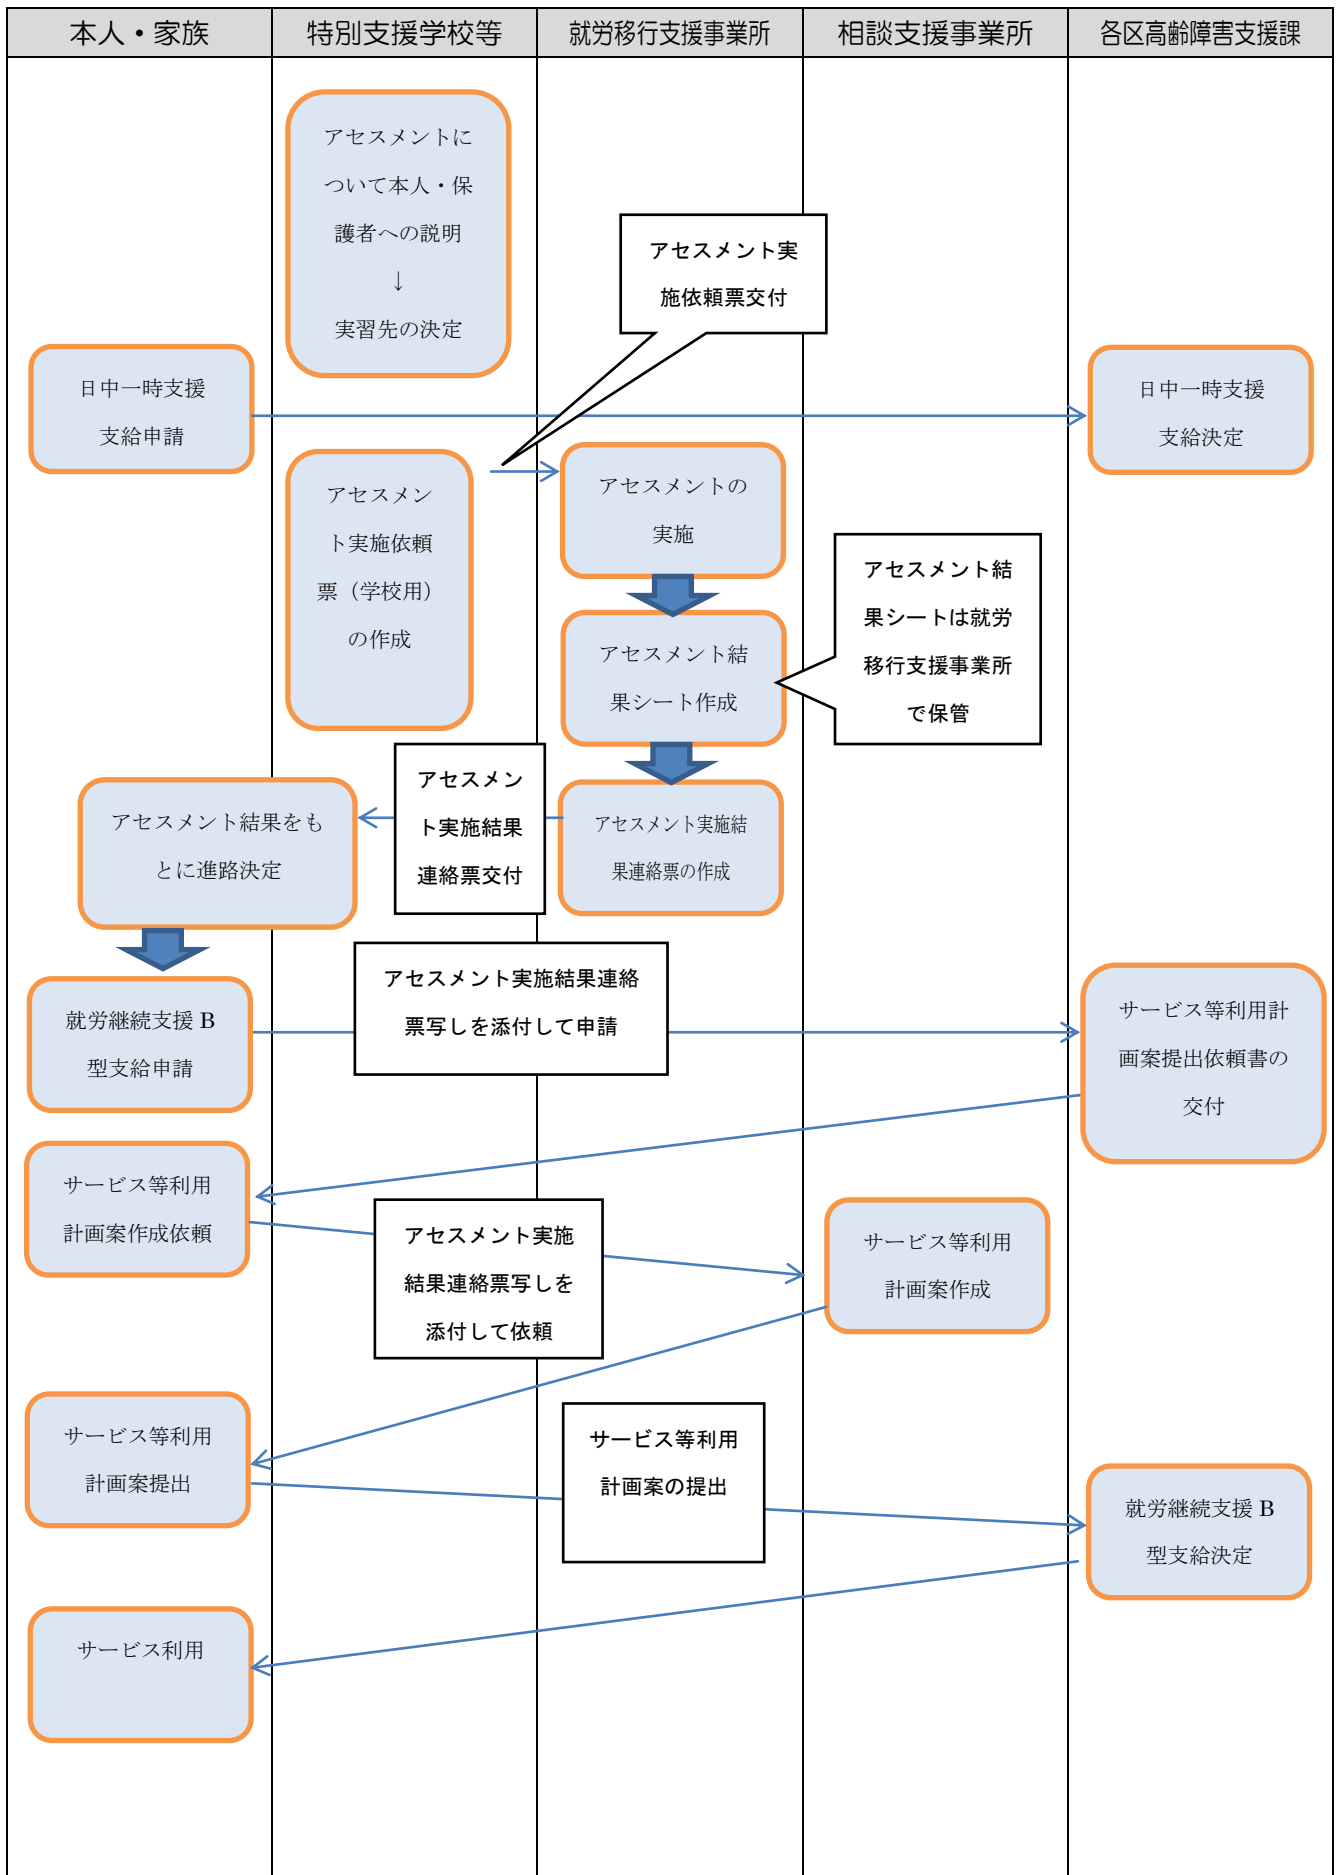 本人・家族
特別支援学校等
就労移行支援事業所
相談支援事業所
各区高齢障害支援課
アセスメントに
ついて本人・保
護者への説明
↓
実習先の決定
アセスメント実
施依頼票交付
日中一時支援
支給申請
日中一時支援
支給決定
アセスメン
ト実施依頼
票（学校用）
の作成
アセスメントの
実施
アセスメント結
果シートは就労
移行支援事業所
で保管
アセスメント結
果シート作成
アセスメン
ト実施結果
連絡票交付
アセスメント実施結
果連絡票の作成
アセスメント結果をも
とに進路決定
アセスメント実施結果連絡
票写しを添付して申請
就労継続支援 B
型支給申請
サービス等利用計
画案提出依頼書の
交付
サービス等利用
計画案作成依頼
アセスメント実施
結果連絡票写しを
添付して依頼
サービス等利用
計画案作成
サービス等利用
計画案提出
サービス等利用
計画案の提出
就労継続支援 B
型支給決定
サービス利用